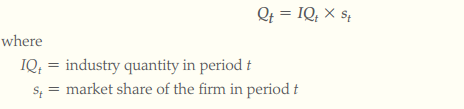 Qt = IQt × st
where
IQt = industry quantity in period t
st = market share of the firm in period t